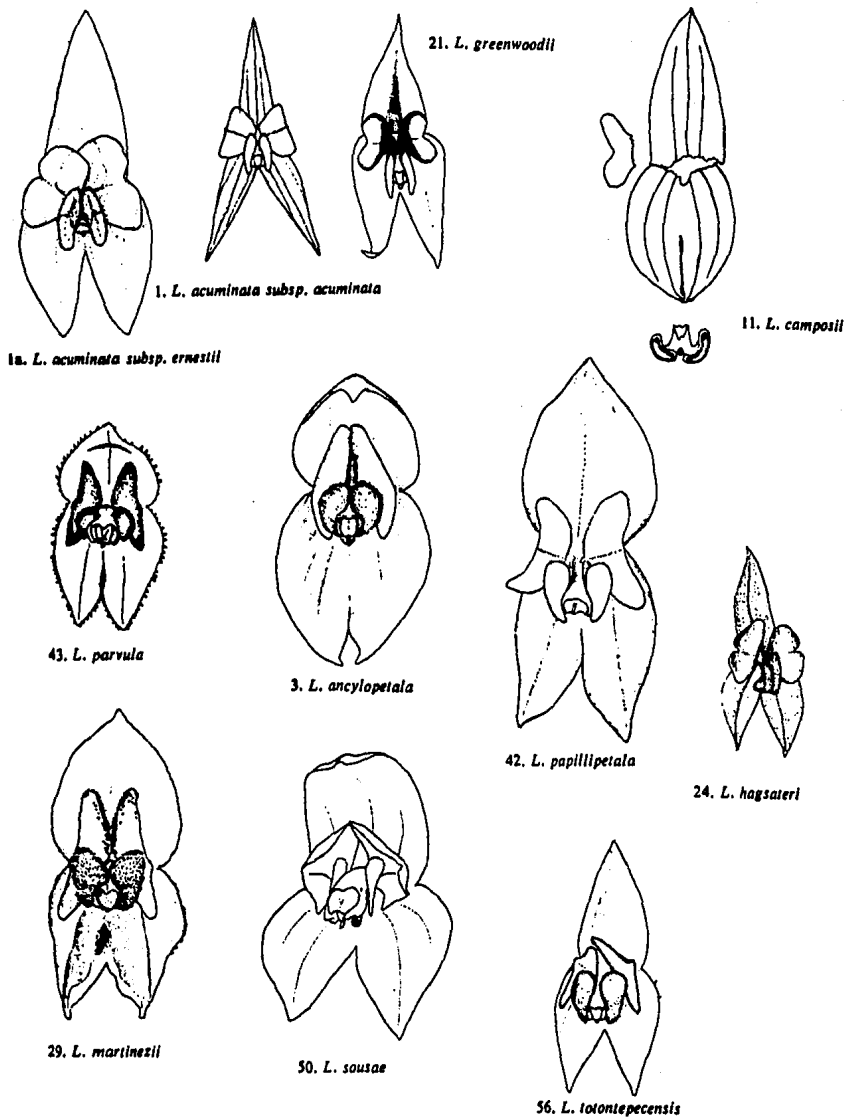 21. L. greenwoodii
1. L. acuminata subsp. acuminata
11. L. camposii
1a. L. acuminata subsp. ernestii
43. L. parvula
3. L. ancylopetala
42. L. papillipetala
24. L. hagsateri
29. L. martinezii
50. L. sousae
56. L. totontepecensis